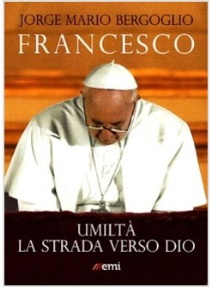 JORGE MARIO BERGOGLIO
FRANCESCO
UMILTÀ
LA STRADA VERSO DIO
emi